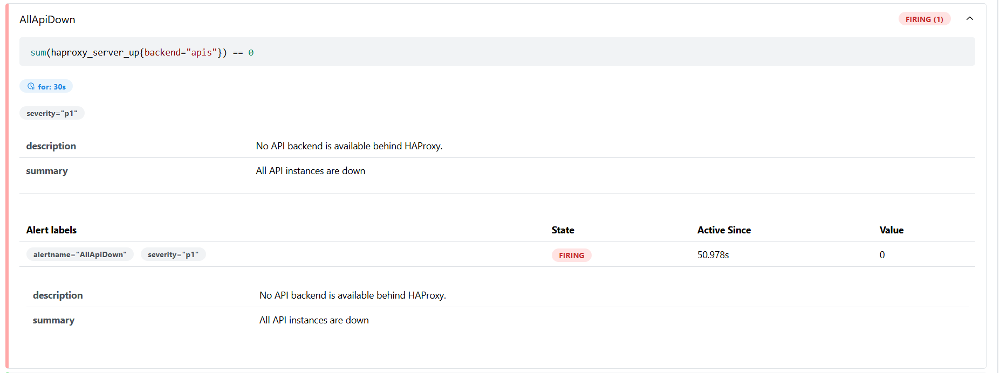 AllApiDown
FIRING (1)
sum(haproxy_server_up{backend="apis"}) == 0
for: 30s
severity="p1"
description No API backend is available behind HAProxy.
summary All API instances are down
Alert labels State Active Since Value
alertname="AllApiDown" severity="p1" FIRING 50.978s 0
description No API backend is available behind HAProxy.
summary All API instances are down